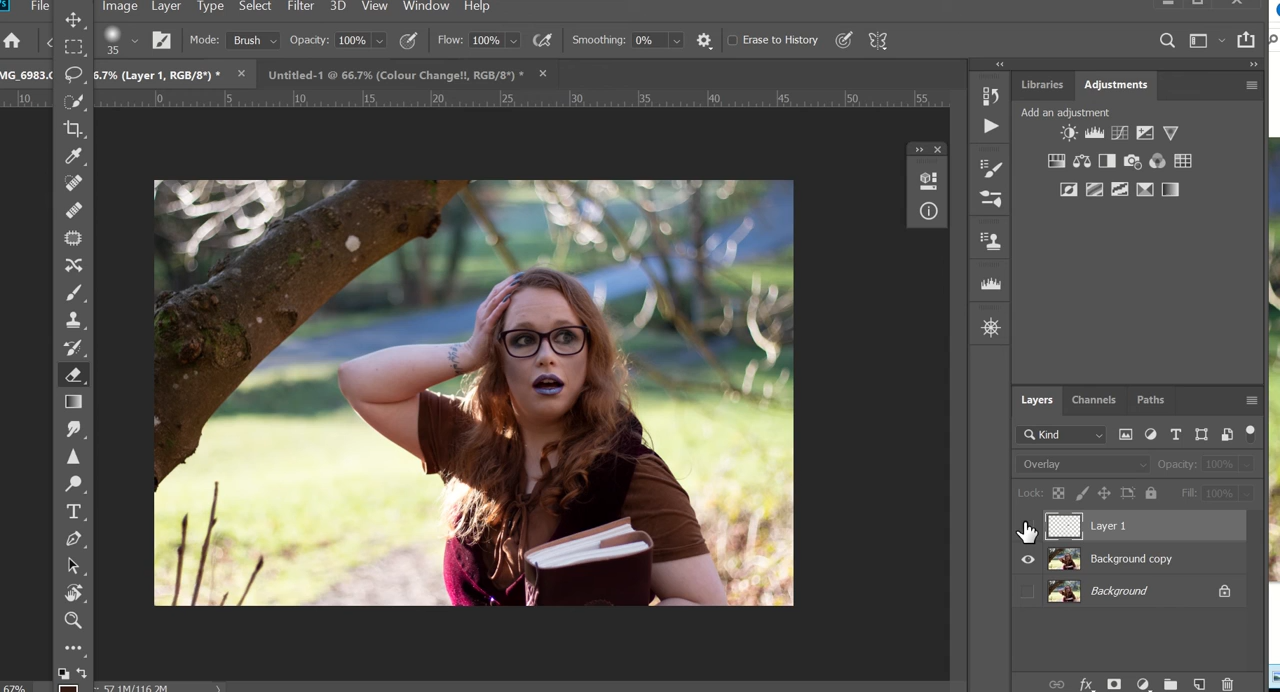 File Image Layer Type Select Filter 3D View Window Help
35 Mode: Brush Opacity: 100% Flow: 100% Smoothing: 0% Erase to History
MG_6983.C 6.7% (Layer 1, RGB/8*) * Untitled-1 @ 66.7% (Colour Change!!, RGB/8*) *
10 0 5 10 15 20 25 30 35 40 45 50 55
Libraries Adjustments
Add an adjustment
Layers Channels Paths
Kind
Overlay Opacity: 100%
Lock: Fill: 100%
Layer 1
Background copy
Background
67% 57.1M/116.2M